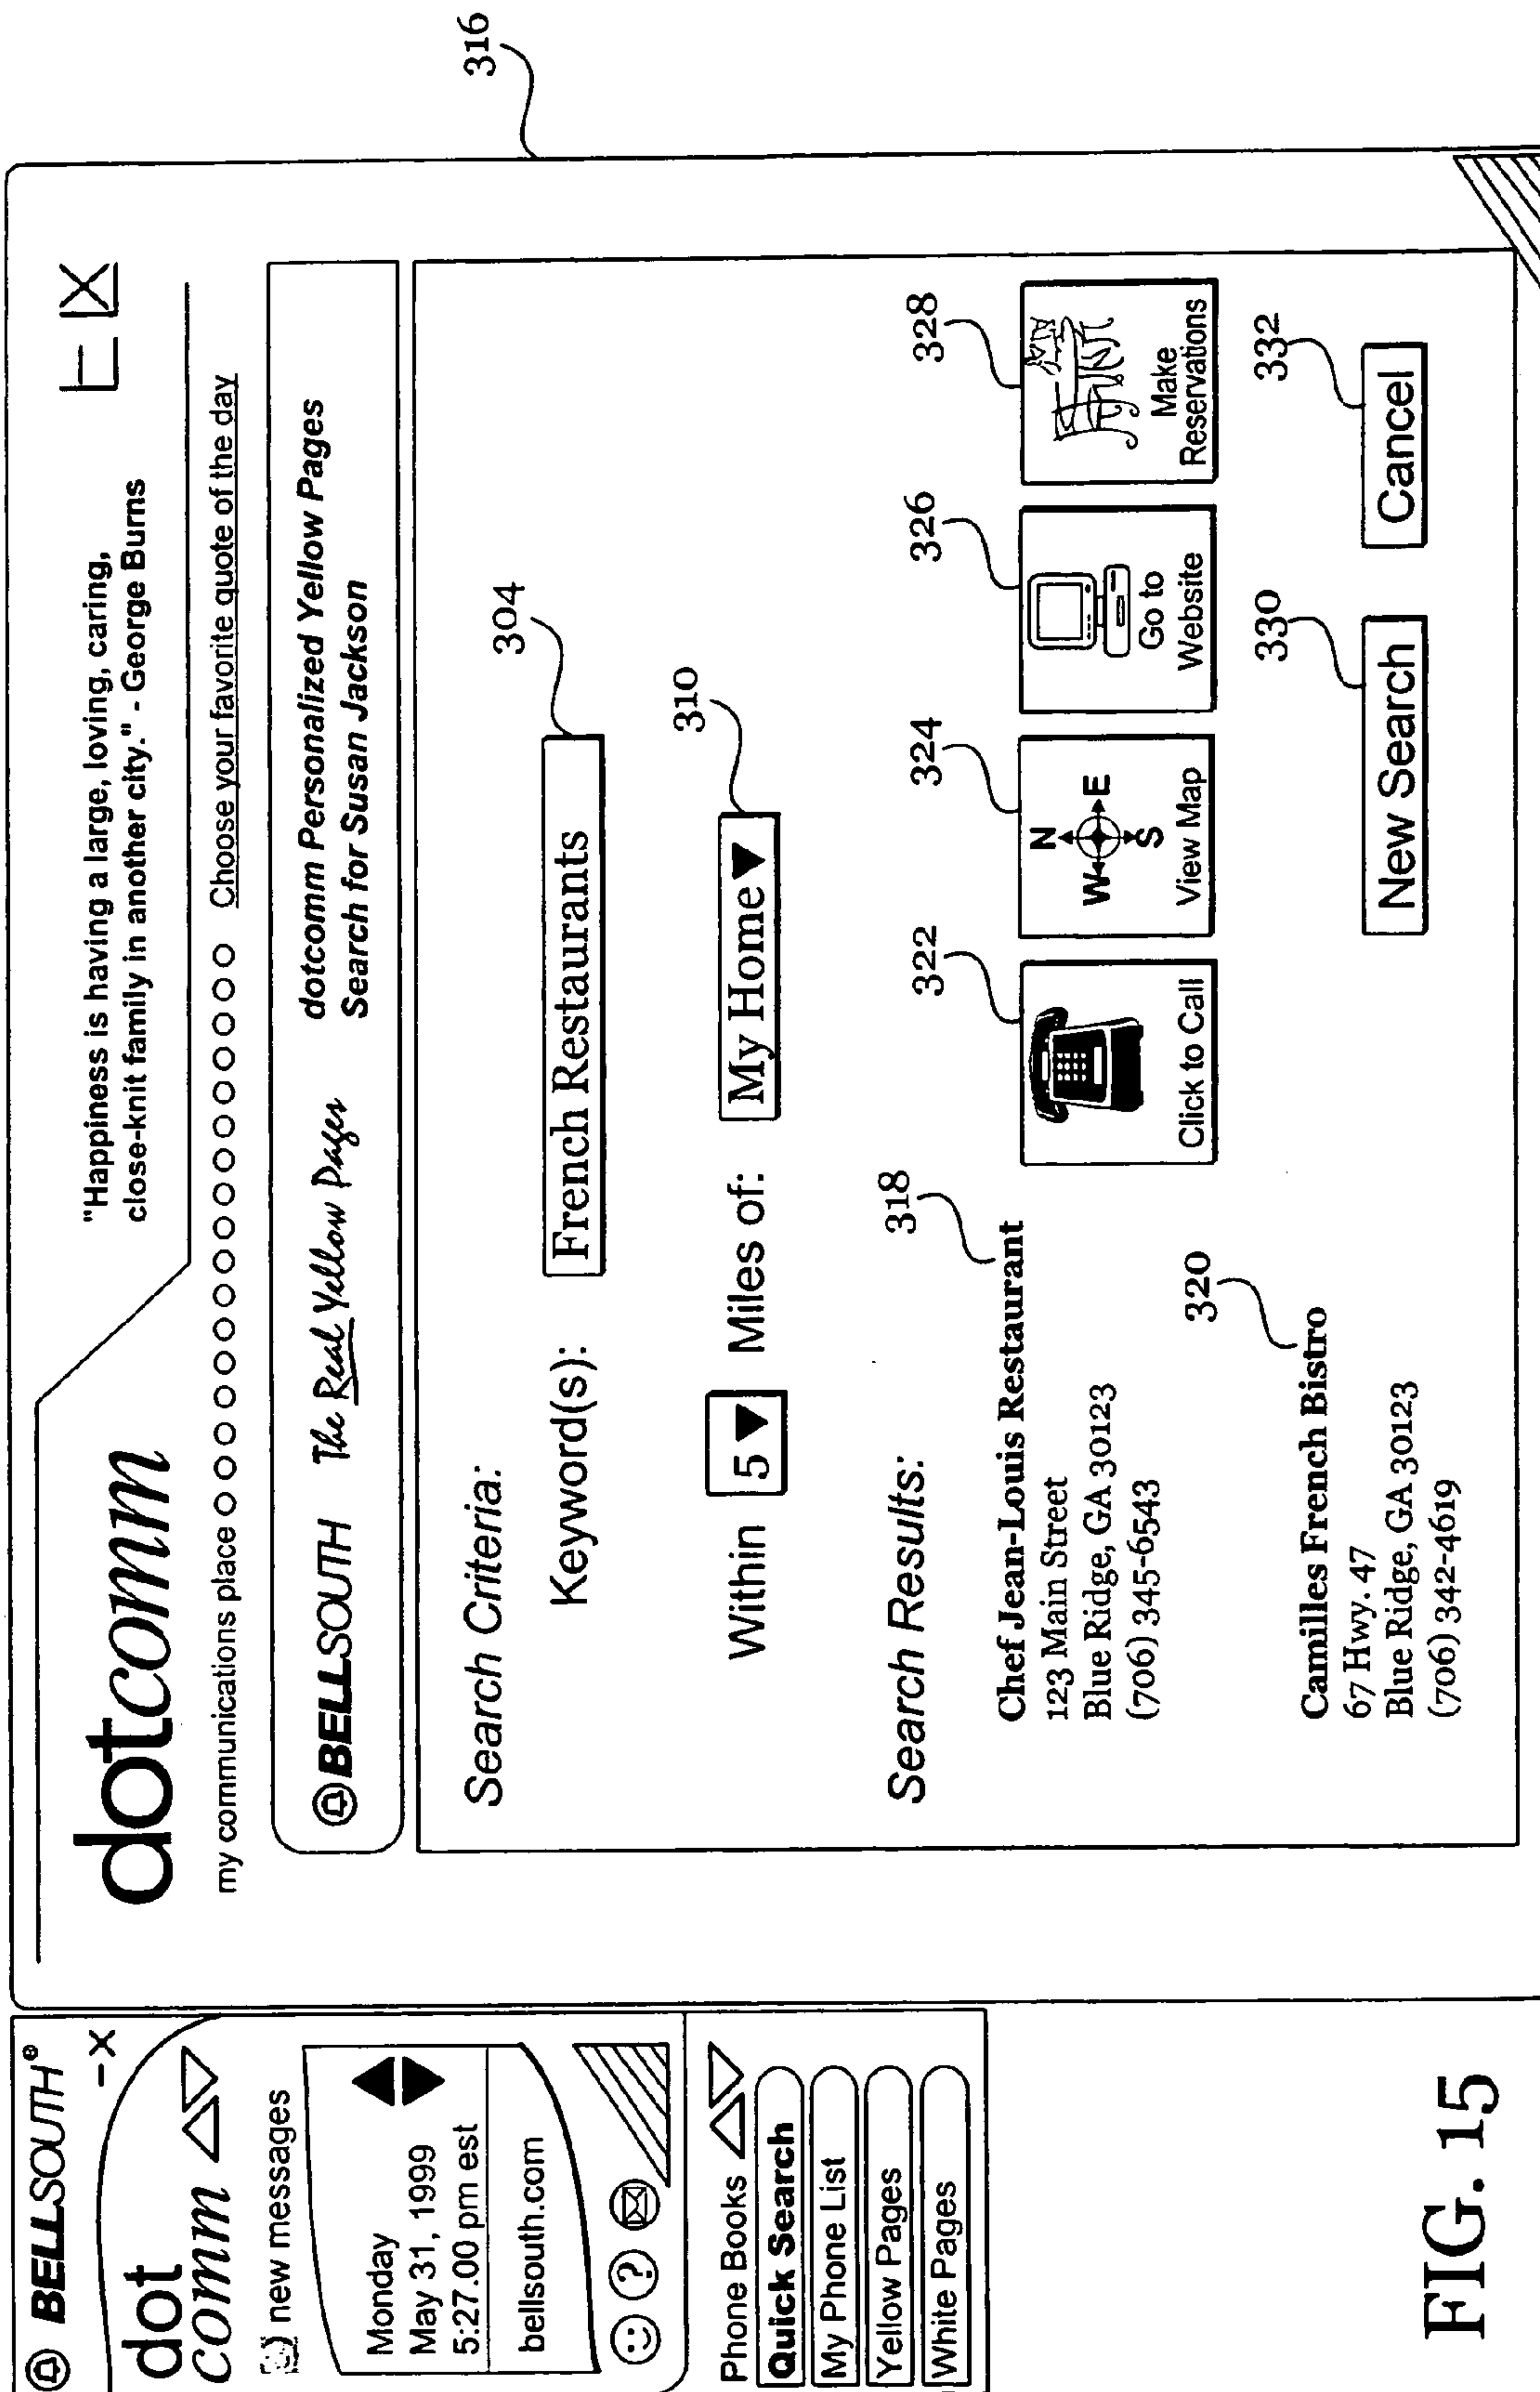 BELLSOUTH®
– X
dot
comm
new messages
Monday
May 31, 1999
5:27.00 pm est
bellsouth.com
?
Phone Books
Quick Search
My Phone List
Yellow Pages
White Pages
316
dotcomm
"Happiness is having a large, loving, caring,
close-knit family in another city." - George Burns
my communications place
Choose your favorite quote of the day
BELLSOUTH The Real Yellow Pages
dotcomm Personalized Yellow Pages
Search for Susan Jackson
Search Criteria:
304
Keyword(s): French Restaurants
310
Within 5 ▼ Miles of: My Home ▼
Search Results:
318
322
324
326
328
Chef Jean-Louis Restaurant
123 Main Street
Blue Ridge, GA 30123
(706) 345-6543
Click to Call
N
W E
S
View Map
Go to
Website
Make
Reservations
320
330
332
Camilles French Bistro
67 Hwy. 47
Blue Ridge, GA 30123
(706) 342-4619
New Search
Cancel
FIG. 15